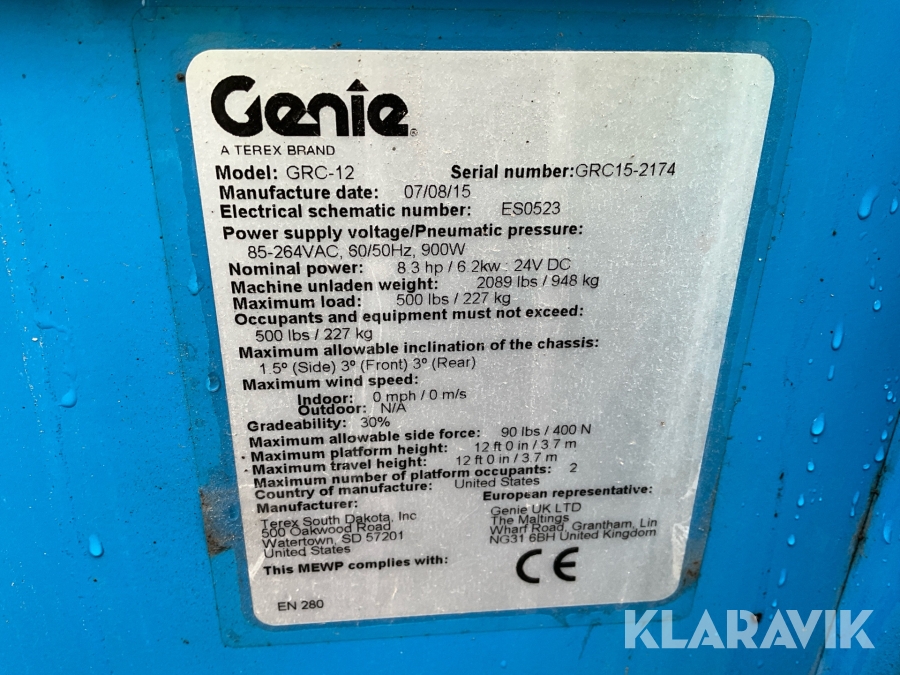 Genie
A TEREX BRAND
Model: GRC-12 Serial number:GRC15-2174
Manufacture date: 07/08/15
Electrical schematic number: ES0523
Power supply voltage/Pneumatic pressure:
85-264VAC, 60/50Hz, 900W
Nominal power: 8.3 hp / 6.2kw : 24V DC
Machine unladen weight: 2089 lbs / 948 kg
Maximum load: 500 lbs / 227 kg
Occupants and equipment must not exceed:
500 lbs / 227 kg
Maximum allowable inclination of the chassis:
1.5º (Side) 3º (Front) 3º (Rear)
Maximum wind speed:
Indoor: 0 mph / 0 m/s
Outdoor: N/A
Gradeability: 30%
Maximum allowable side force: 90 lbs / 400 N
Maximum platform height: 12 ft 0 in / 3.7 m
Maximum travel height: 12 ft 0 in / 3.7 m
Maximum number of platform occupants: 2
Country of manufacture: United States
Manufacturer: European representative:
Terex South Dakota, Inc Genie UK LTD
500 Oakwood Road The Maltings
Watertown, SD 57201 Wharf Road, Grantham, Lin
United States NG31 6BH United Kingdom
This MEWP complies with: CE
EN 280
KLARAVIK